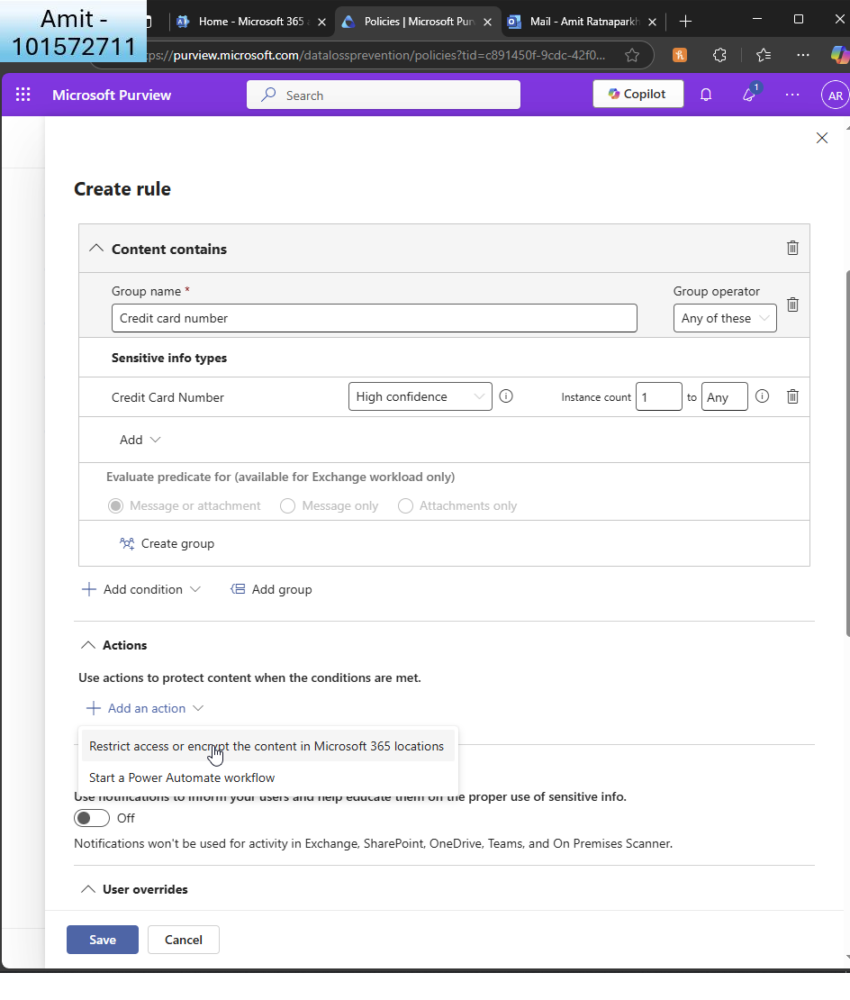 Amit -
101572711
Home - Microsoft 365
Policies | Microsoft Pur
Mail - Amit Ratnaparkh
ps://purview.microsoft.com/datalossprevention/policies?tid=c891450f-9cdc-42f0...
Microsoft Purview
Search
Copilot
1
AR
Create rule
Content contains
Group name *
Group operator
Credit card number
Any of these
Sensitive info types
Credit Card Number
High confidence
Instance count
1
to
Any
Add
Evaluate predicate for (available for Exchange workload only)
Message or attachment
Message only
Attachments only
Create group
Add condition
Add group
Actions
Use actions to protect content when the conditions are met.
Add an action
Restrict access or encrypt the content in Microsoft 365 locations
Start a Power Automate workflow
Use notifications to inform your users and help educate them on the proper use of sensitive info.
Off
Notifications won't be used for activity in Exchange, SharePoint, OneDrive, Teams, and On Premises Scanner.
User overrides
Save
Cancel